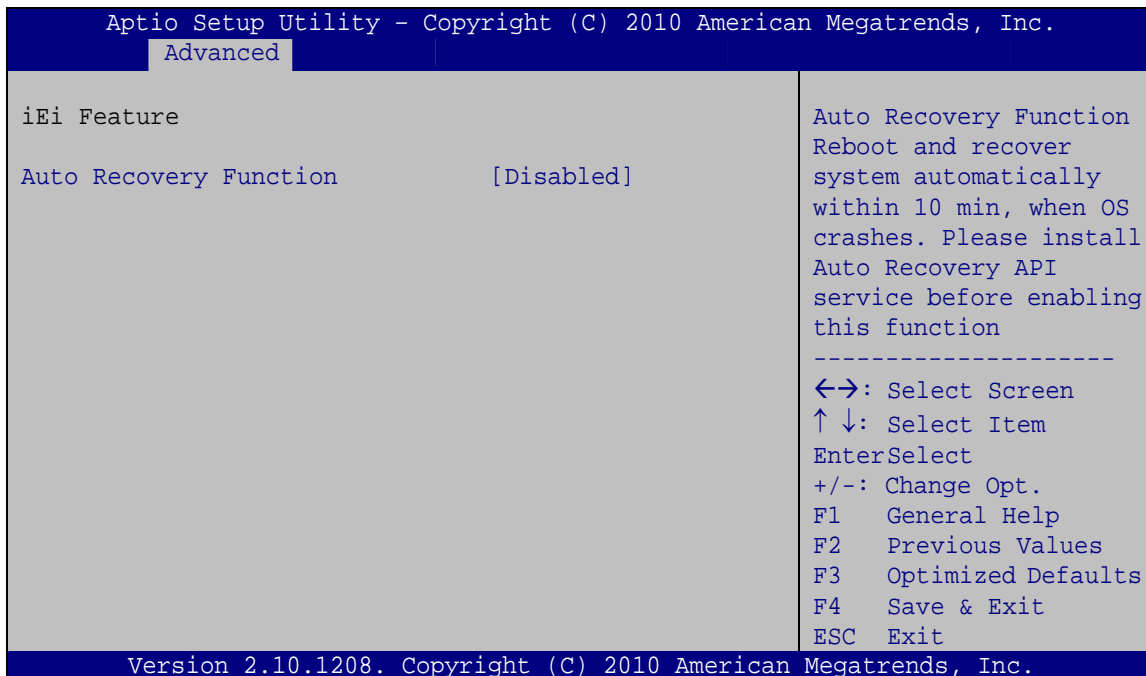 Aptio Setup Utility – Copyright (C) 2010 American Megatrends, Inc.
Advanced
iEi Feature
Auto Recovery Function [Disabled]
Auto Recovery Function
Reboot and recover
system automatically
within 10 min, when OS
crashes. Please install
Auto Recovery API
service before enabling
this function
---------------------
←→: Select Screen
↑ ↓: Select Item
EnterSelect
+/-: Change Opt.
F1 General Help
F2 Previous Values
F3 Optimized Defaults
F4 Save & Exit
ESC Exit
Version 2.10.1208. Copyright (C) 2010 American Megatrends, Inc.